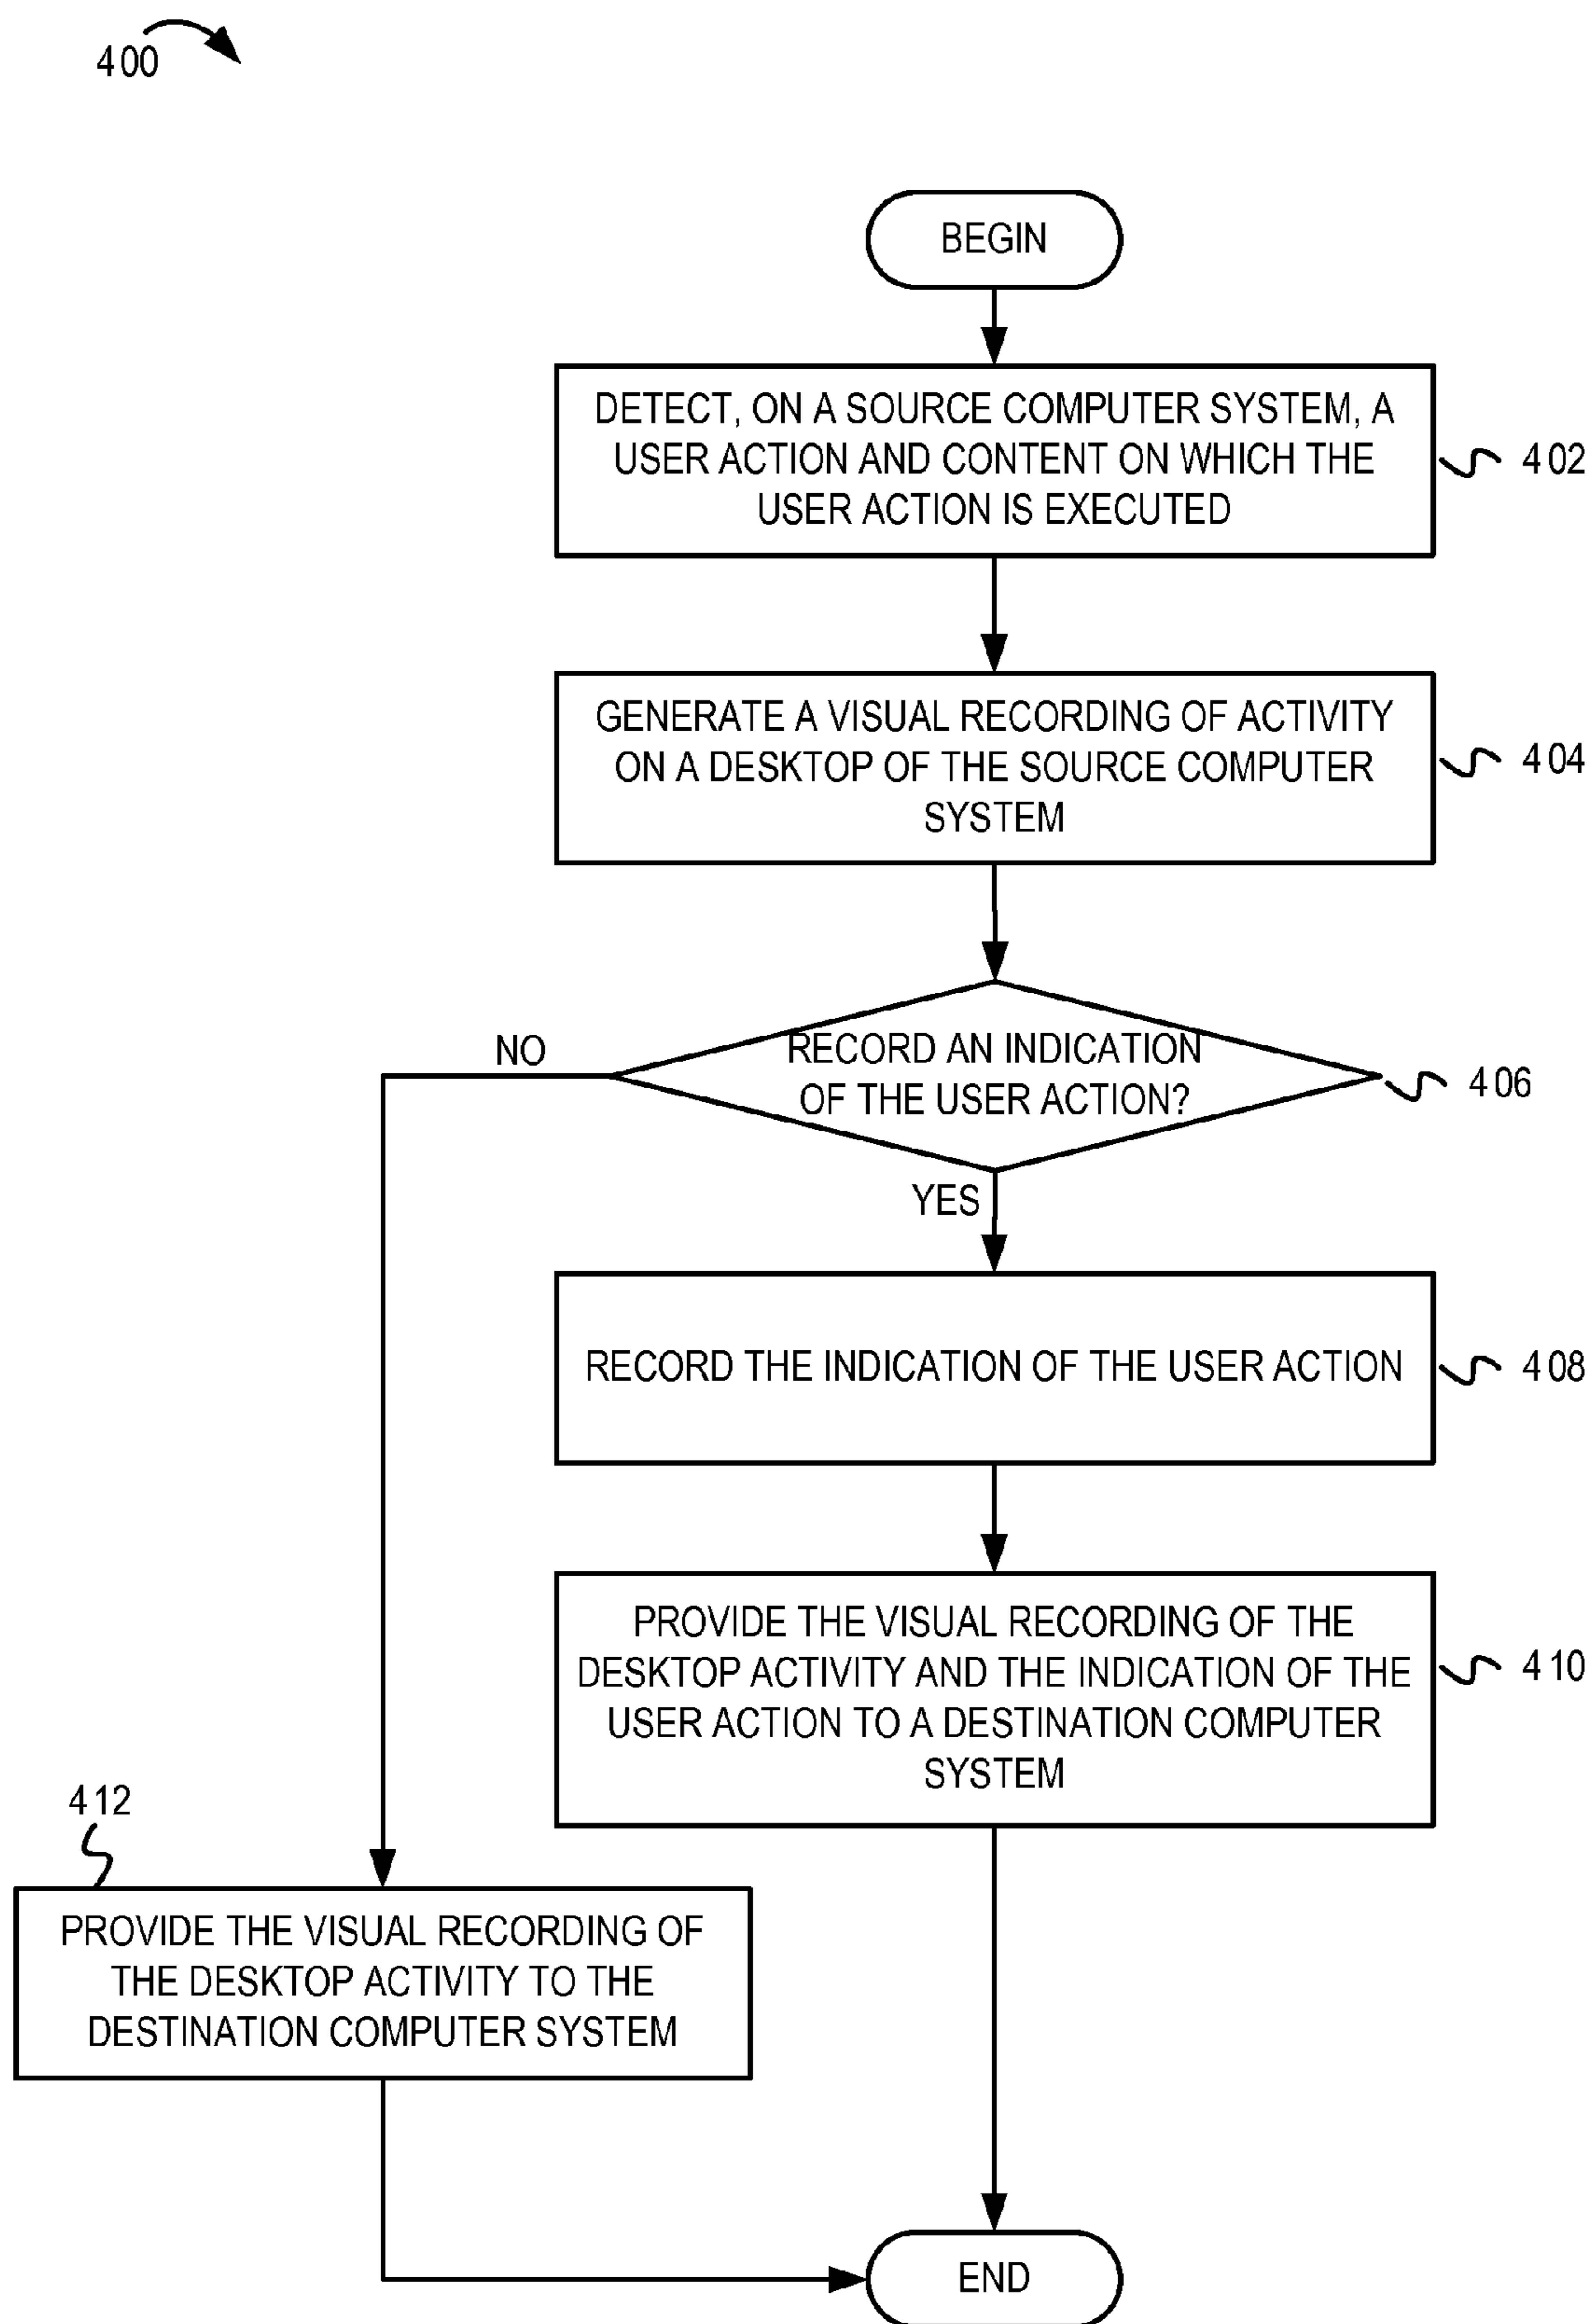 400
BEGIN
DETECT, ON A SOURCE COMPUTER SYSTEM, A
USER ACTION AND CONTENT ON WHICH THE
USER ACTION IS EXECUTED
402
GENERATE A VISUAL RECORDING OF ACTIVITY
ON A DESKTOP OF THE SOURCE COMPUTER
SYSTEM
404
NO
RECORD AN INDICATION
OF THE USER ACTION?
406
YES
RECORD THE INDICATION OF THE USER ACTION
408
PROVIDE THE VISUAL RECORDING OF THE
DESKTOP ACTIVITY AND THE INDICATION OF THE
USER ACTION TO A DESTINATION COMPUTER
SYSTEM
410
412
PROVIDE THE VISUAL RECORDING OF
THE DESKTOP ACTIVITY TO THE
DESTINATION COMPUTER SYSTEM
END